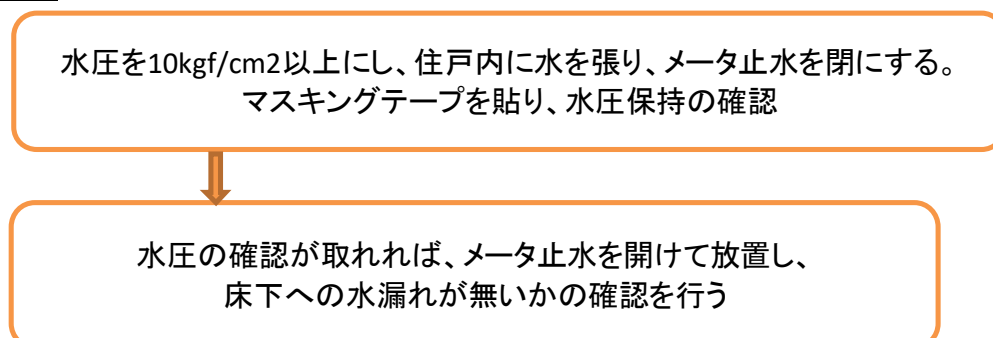 水圧を10kgf/cm2以上にし、住戸内に水を張り、メータ止水を閉にする。
マスキングテープを貼り、水圧保持の確認
水圧の確認が取れれば、メータ止水を開けて放置し、
床下への水漏れが無いかの確認を行う